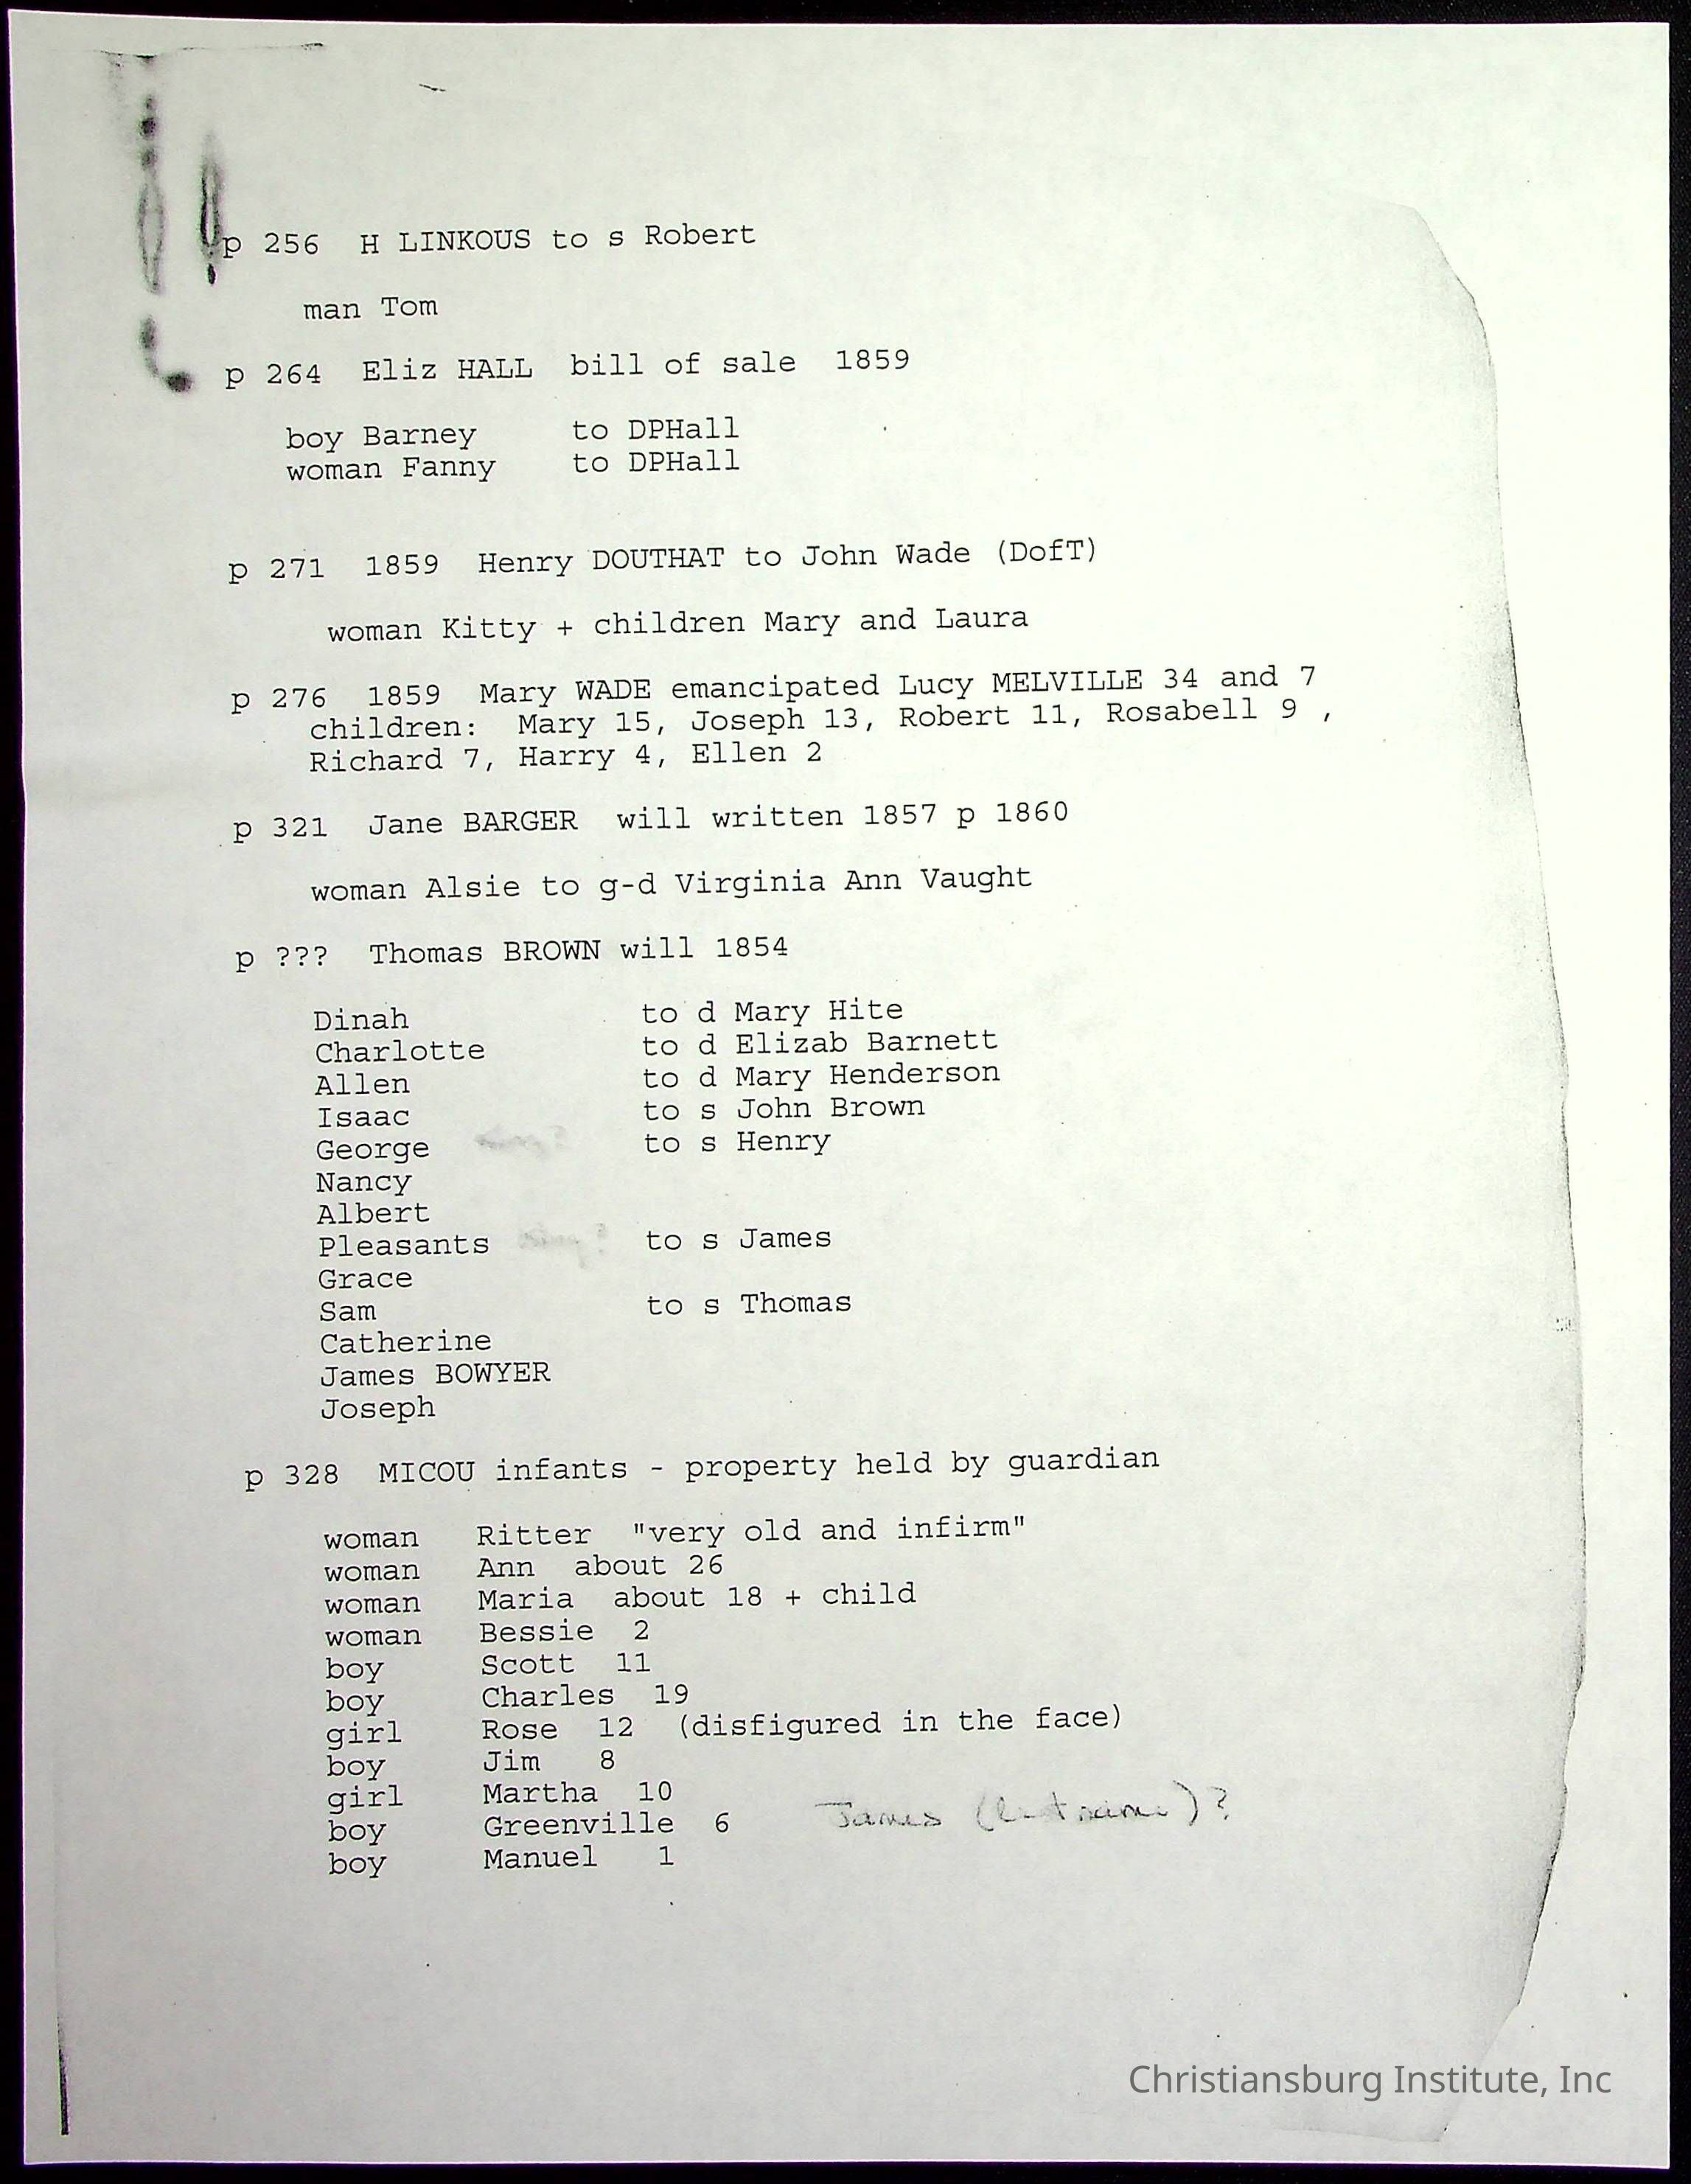 p 256 H LINKOUS to s Robert
man Tom
p 264 Eliz HALL bill of sale 1859
boy Barney to DPHall
woman Fanny to DPHall
p 271 1859 Henry DOUTHAT to John Wade (DofT)
woman Kitty + children Mary and Laura
p 276 1859 Mary WADE emancipated Lucy MELVILLE 34 and 7
children: Mary 15, Joseph 13, Robert 11, Rosabell 9 ,
Richard 7, Harry 4, Ellen 2
p 321 Jane BARGER will written 1857 p 1860
woman Alsie to g-d Virginia Ann Vaught
p ??? Thomas BROWN will 1854
Dinah to d Mary Hite
Charlotte to d Elizab Barnett
Allen to d Mary Henderson
Isaac to s John Brown
George to s Henry
Nancy
Albert
Pleasants to s James
Grace
Sam to s Thomas
Catherine
James BOWYER
Joseph
p 328 MICOU infants - property held by guardian
woman Ritter "very old and infirm"
woman Ann about 26
woman Maria about 18 + child
woman Bessie 2
boy Scott 11
boy Charles 19
girl Rose 12 (disfigured in the face)
boy Jim 8
girl Martha 10
boy Greenville 6 James (last name)?
boy Manuel 1
Christiansburg Institute, Inc